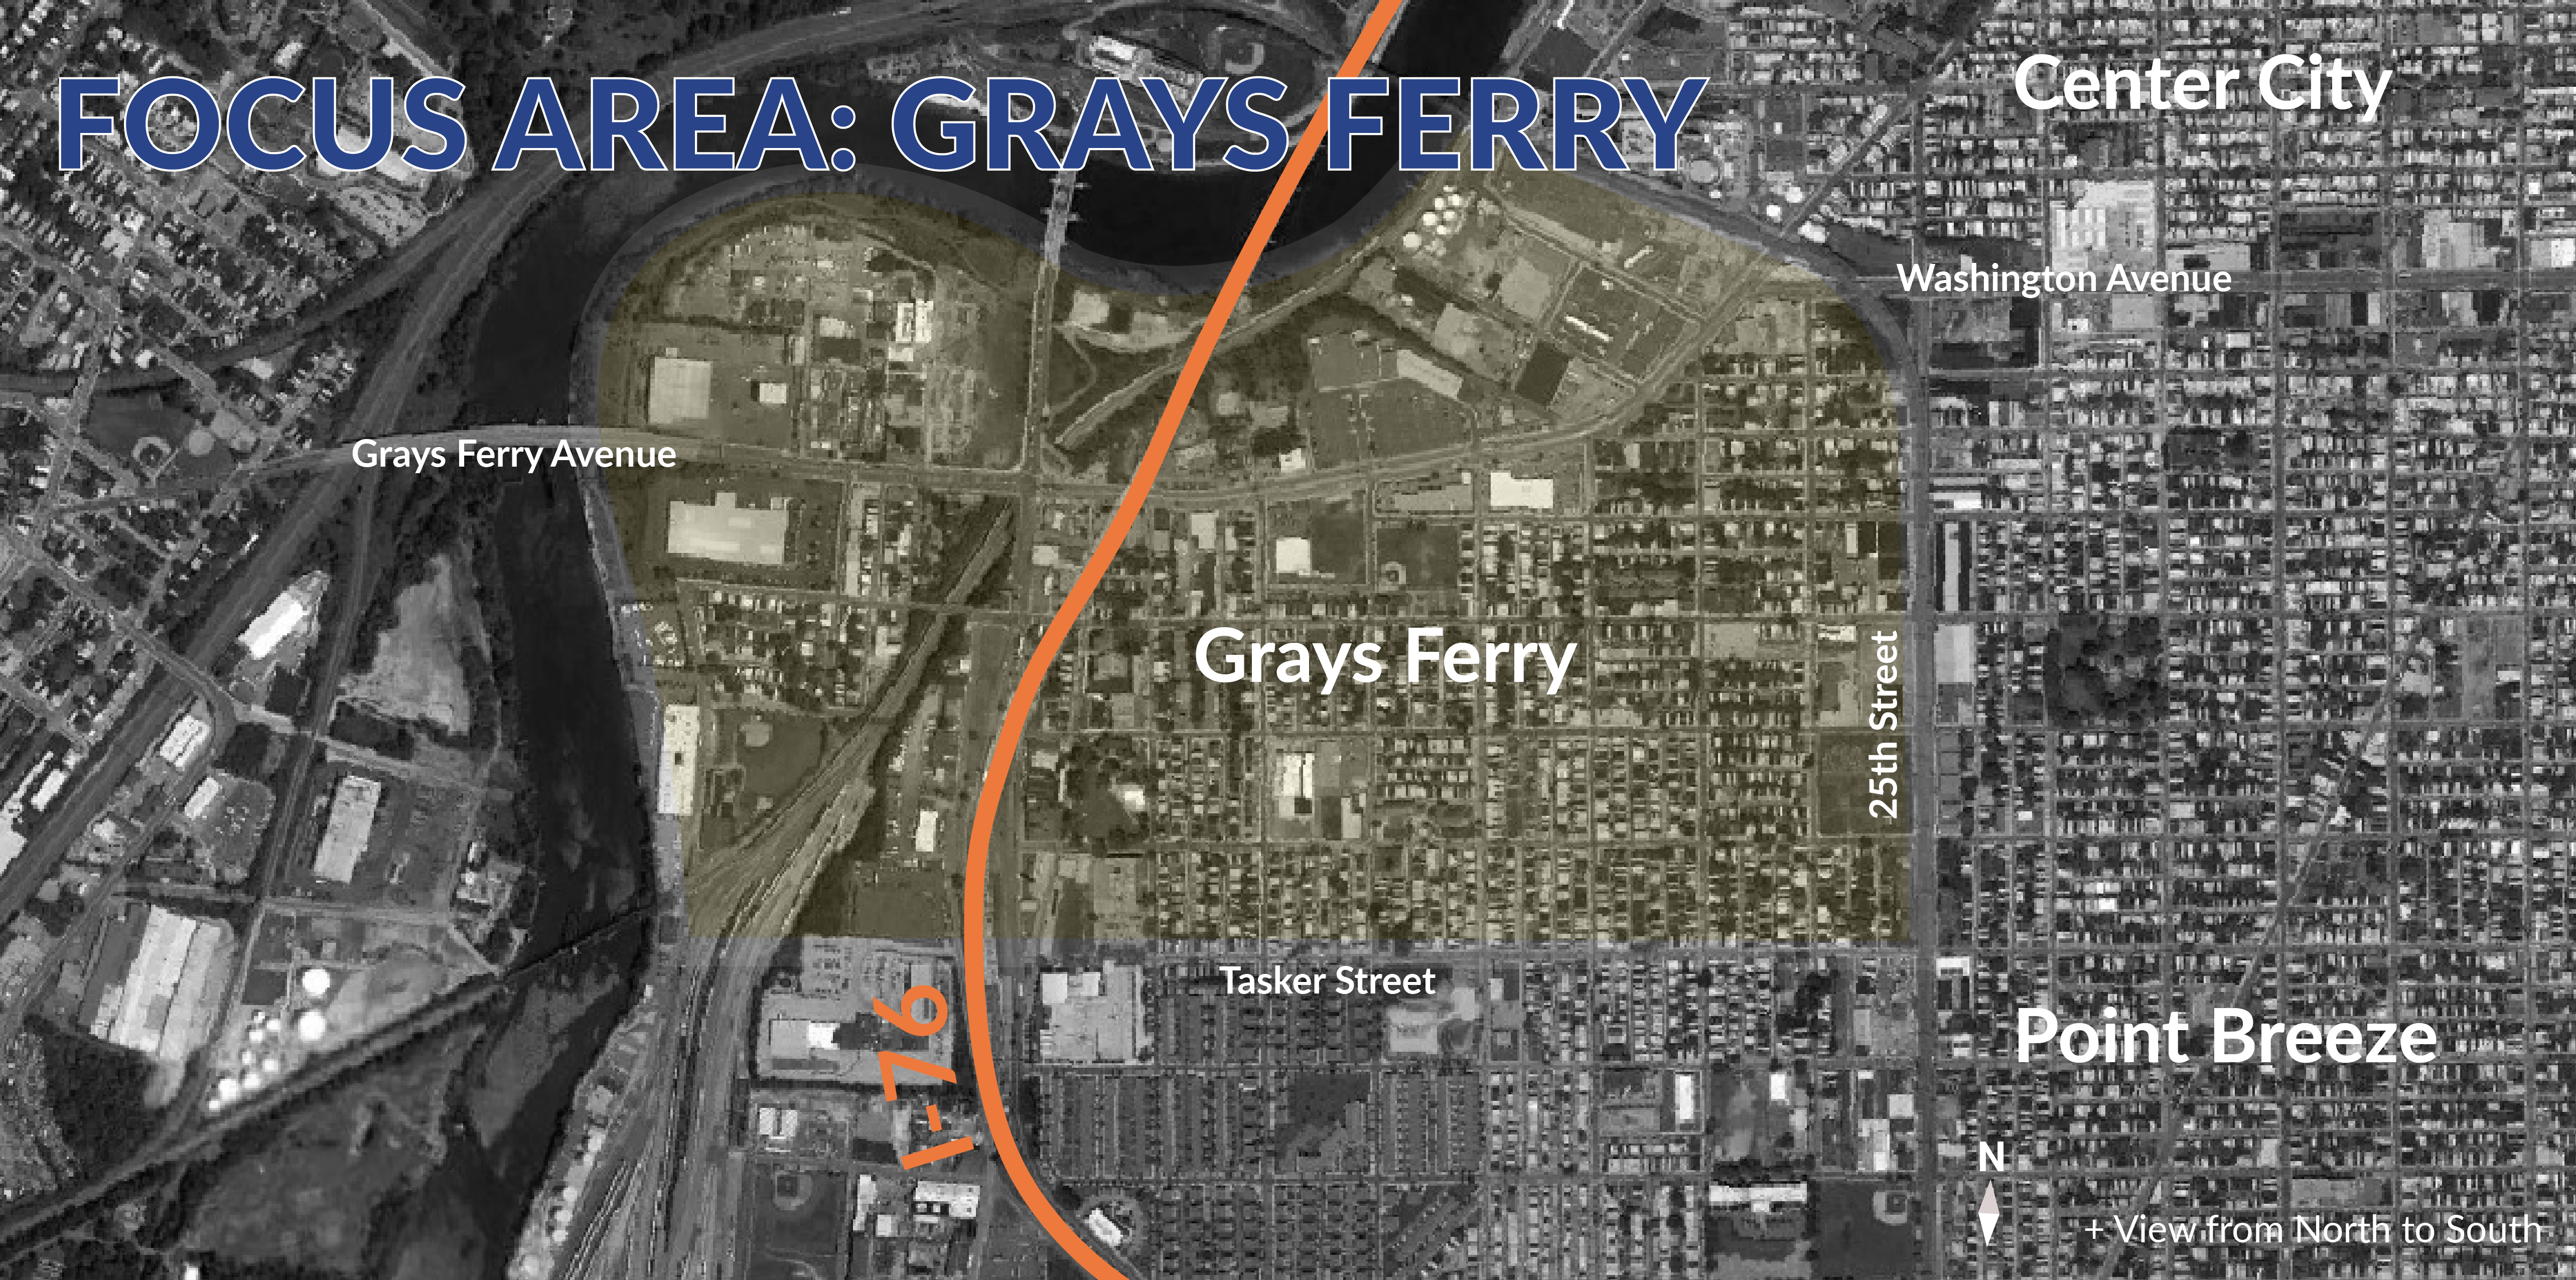 FOCUS AREA: GRAYS FERRY
Center City
Washington Avenue
Grays Ferry Avenue
Grays Ferry
25th Street
Tasker Street
I-76
Point Breeze
N
+ View from North to South